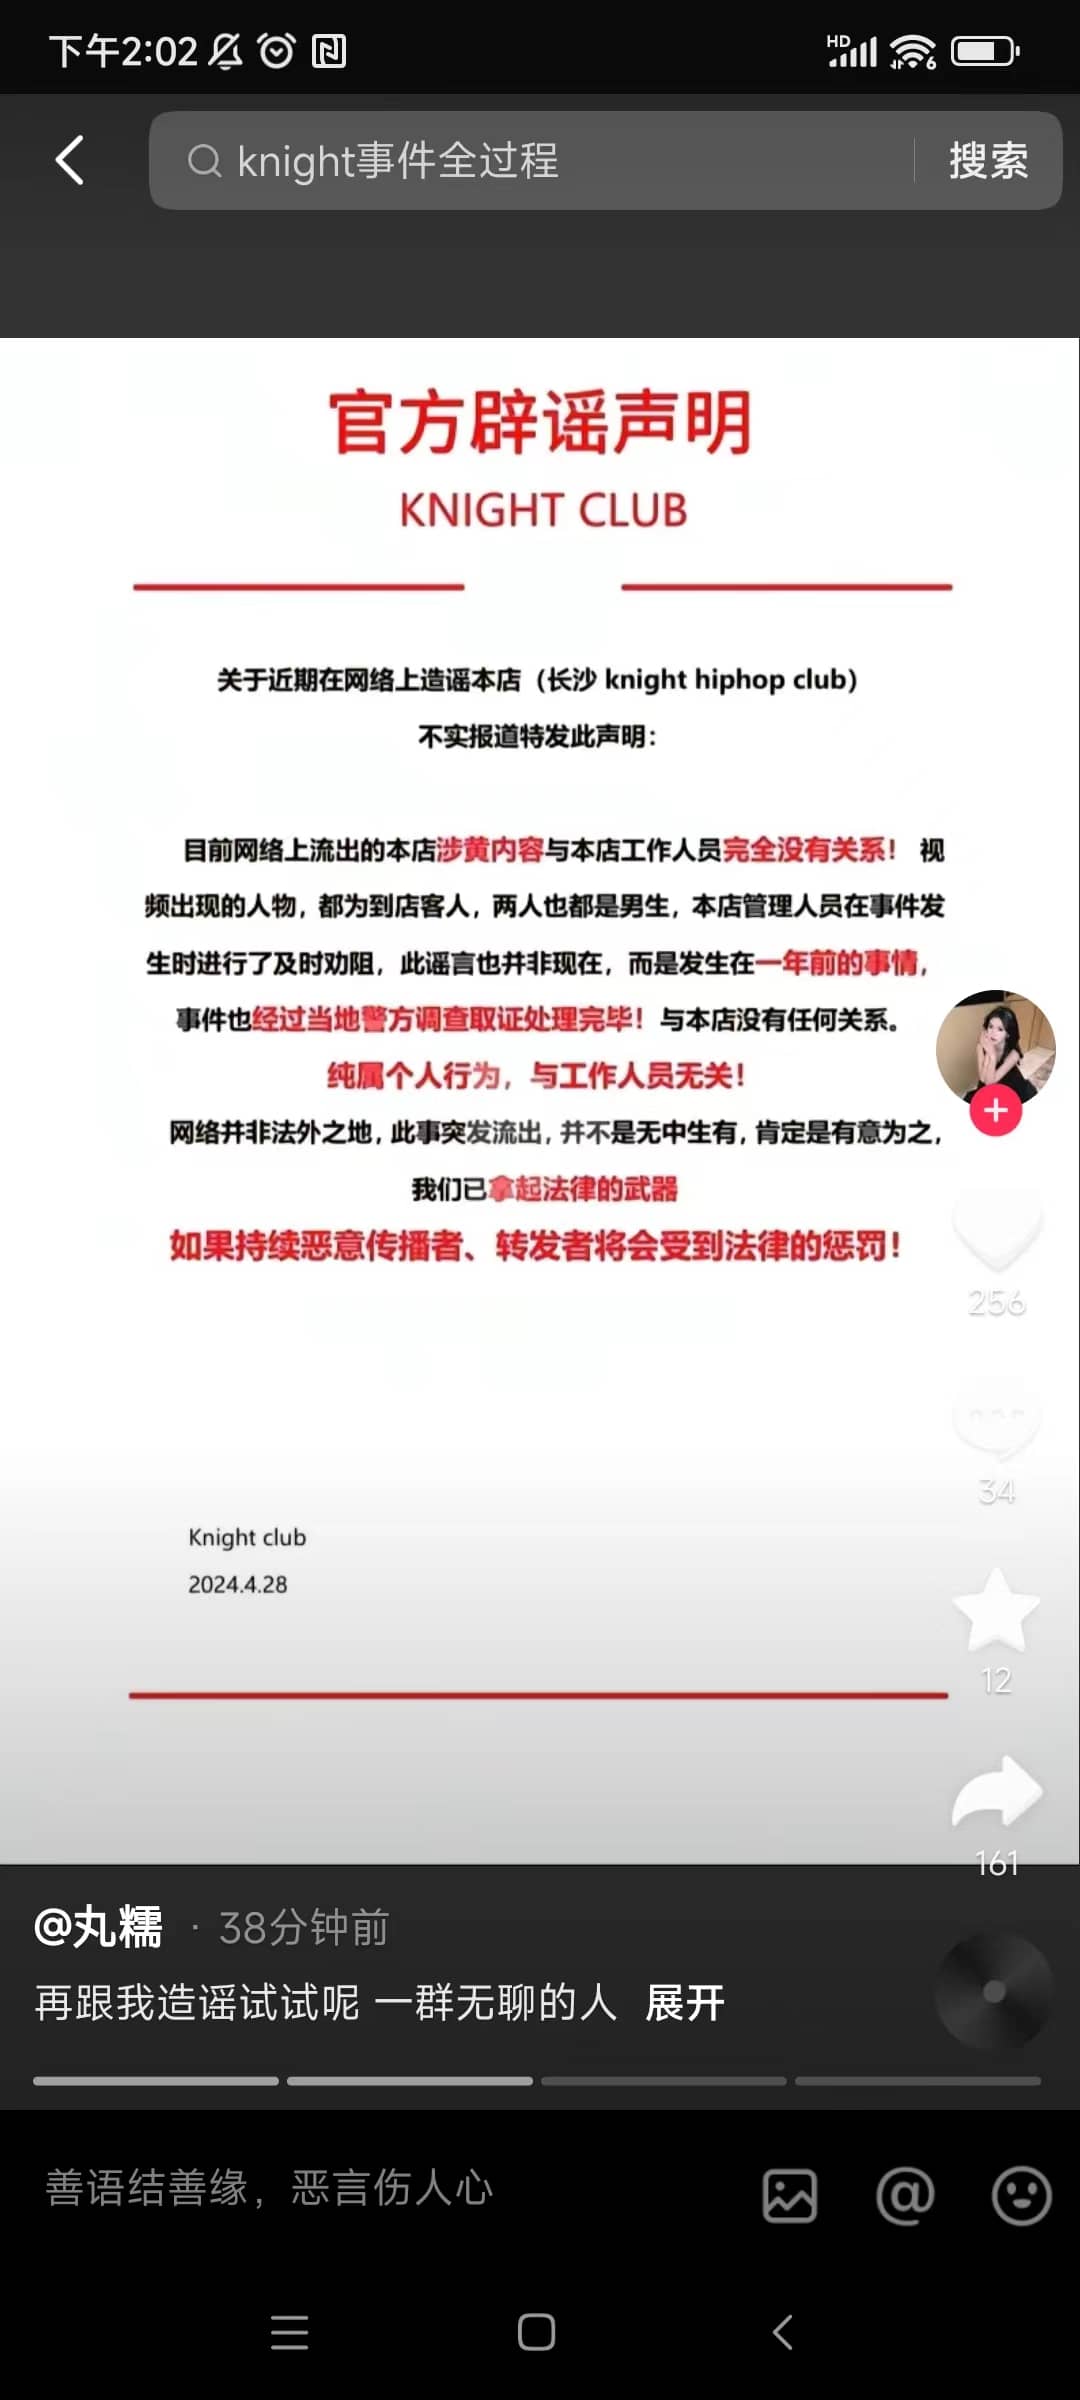 下午2:02
HD
6
knight事件全过程
搜索
官方辟谣声明
KNIGHT CLUB
关于近期在网络上造谣本店（长沙 knight hiphop club）
不实报道特发此声明：
目前网络上流出的本店涉黄内容与本店工作人员完全没有关系！ 视
频出现的人物，都为到店客人，两人也都是男生，本店管理人员在事件发
生时进行了及时劝阻，此谣言也并非现在，而是发生在一年前的事情，
事件也经过当地警方调查取证处理完毕！与本店没有任何关系。
纯属个人行为，与工作人员无关！
网络并非法外之地，此事突发流出，并不是无中生有，肯定是有意为之，
我们已拿起法律的武器
如果持续恶意传播者、转发者将会受到法律的惩罚！
256
34
Knight club
2024.4.28
12
161
@丸糯 · 38分钟前
再跟我造谣试试呢 一群无聊的人 展开
善语结善缘，恶言伤人心